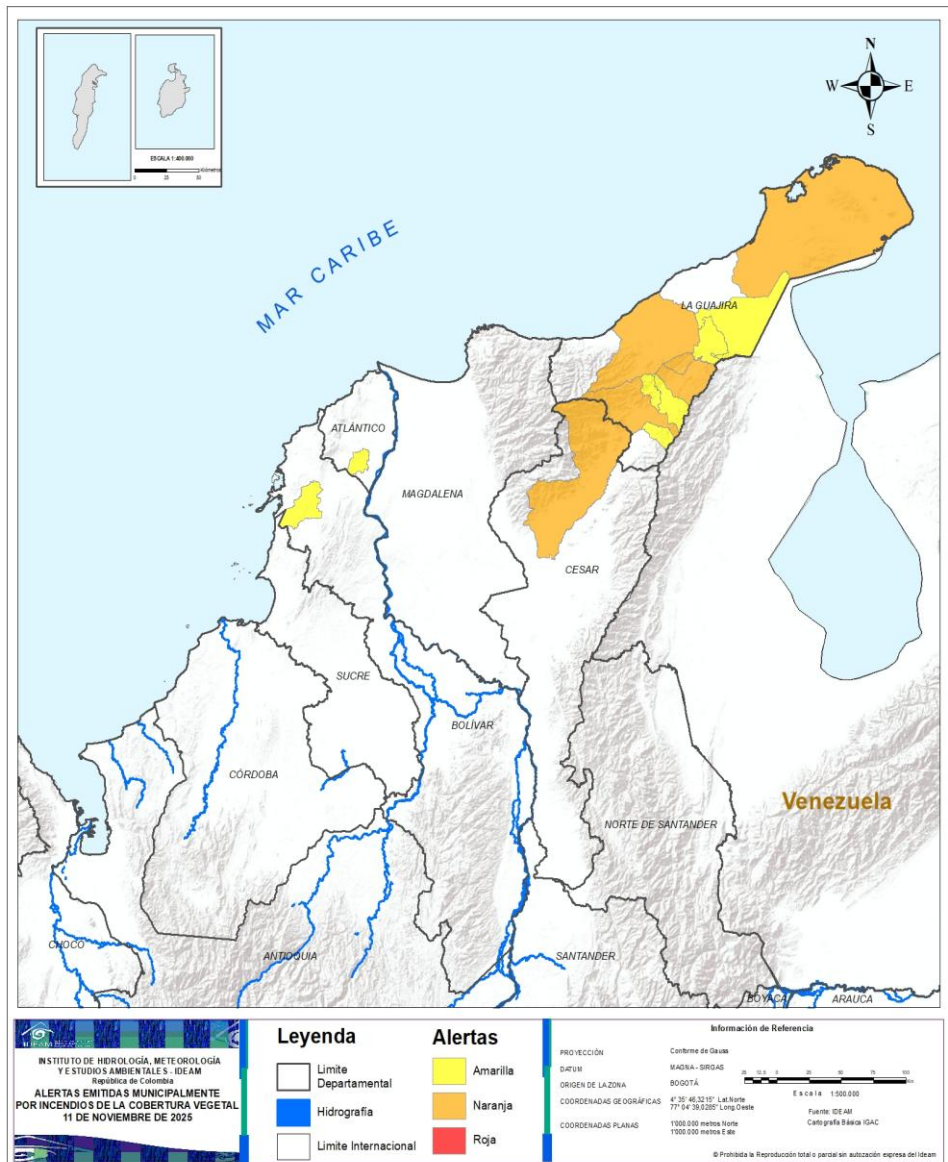 ESCALA 1:400.000
Kilómetros
0 25 50
N
W E
S
MAR CARIBE
LA GUAJIRA
ATLÁNTICO
MAGDALENA
CESAR
SUCRE
BOLÍVAR
CÓRDOBA
NORTE DE SANTANDER
Venezuela
CHOCÓ
ANTIOQUIA
SANTANDER
BOYACÁ
ARAUCA
IDEAM
INSTITUTO DE HIDROLOGÍA, METEOROLOGÍA
Y ESTUDIOS AMBIENTALES - IDEAM
República de Colombia
ALERTAS EMITIDAS MUNICIPALMENTE
POR INCENDIOS DE LA COBERTURA VEGETAL
11 DE NOVIEMBRE DE 2025
Leyenda
Limite
Departamental
Hidrografía
Limite Internacional
Alertas
Amarilla
Naranja
Roja
Información de Referencia
PROYECCIÓN Conforme de Gauss
DATUM MAGNA - SIRGAS
ORIGEN DE LA ZONA BOGOTÁ
COORDENADAS GEOGRÁFICAS 4° 35' 46,3215" Lat.Norte
77° 04' 39,0285" Long.Oeste
COORDENADAS PLANAS 1'000.000 metros Norte
1'000.000 metros Este
Escala 1:500.000
Fuente: IDEAM
Cartografía Básica IGAC
© Prohibida la Reproducción total o parcial sin autozación expresa del Ideam